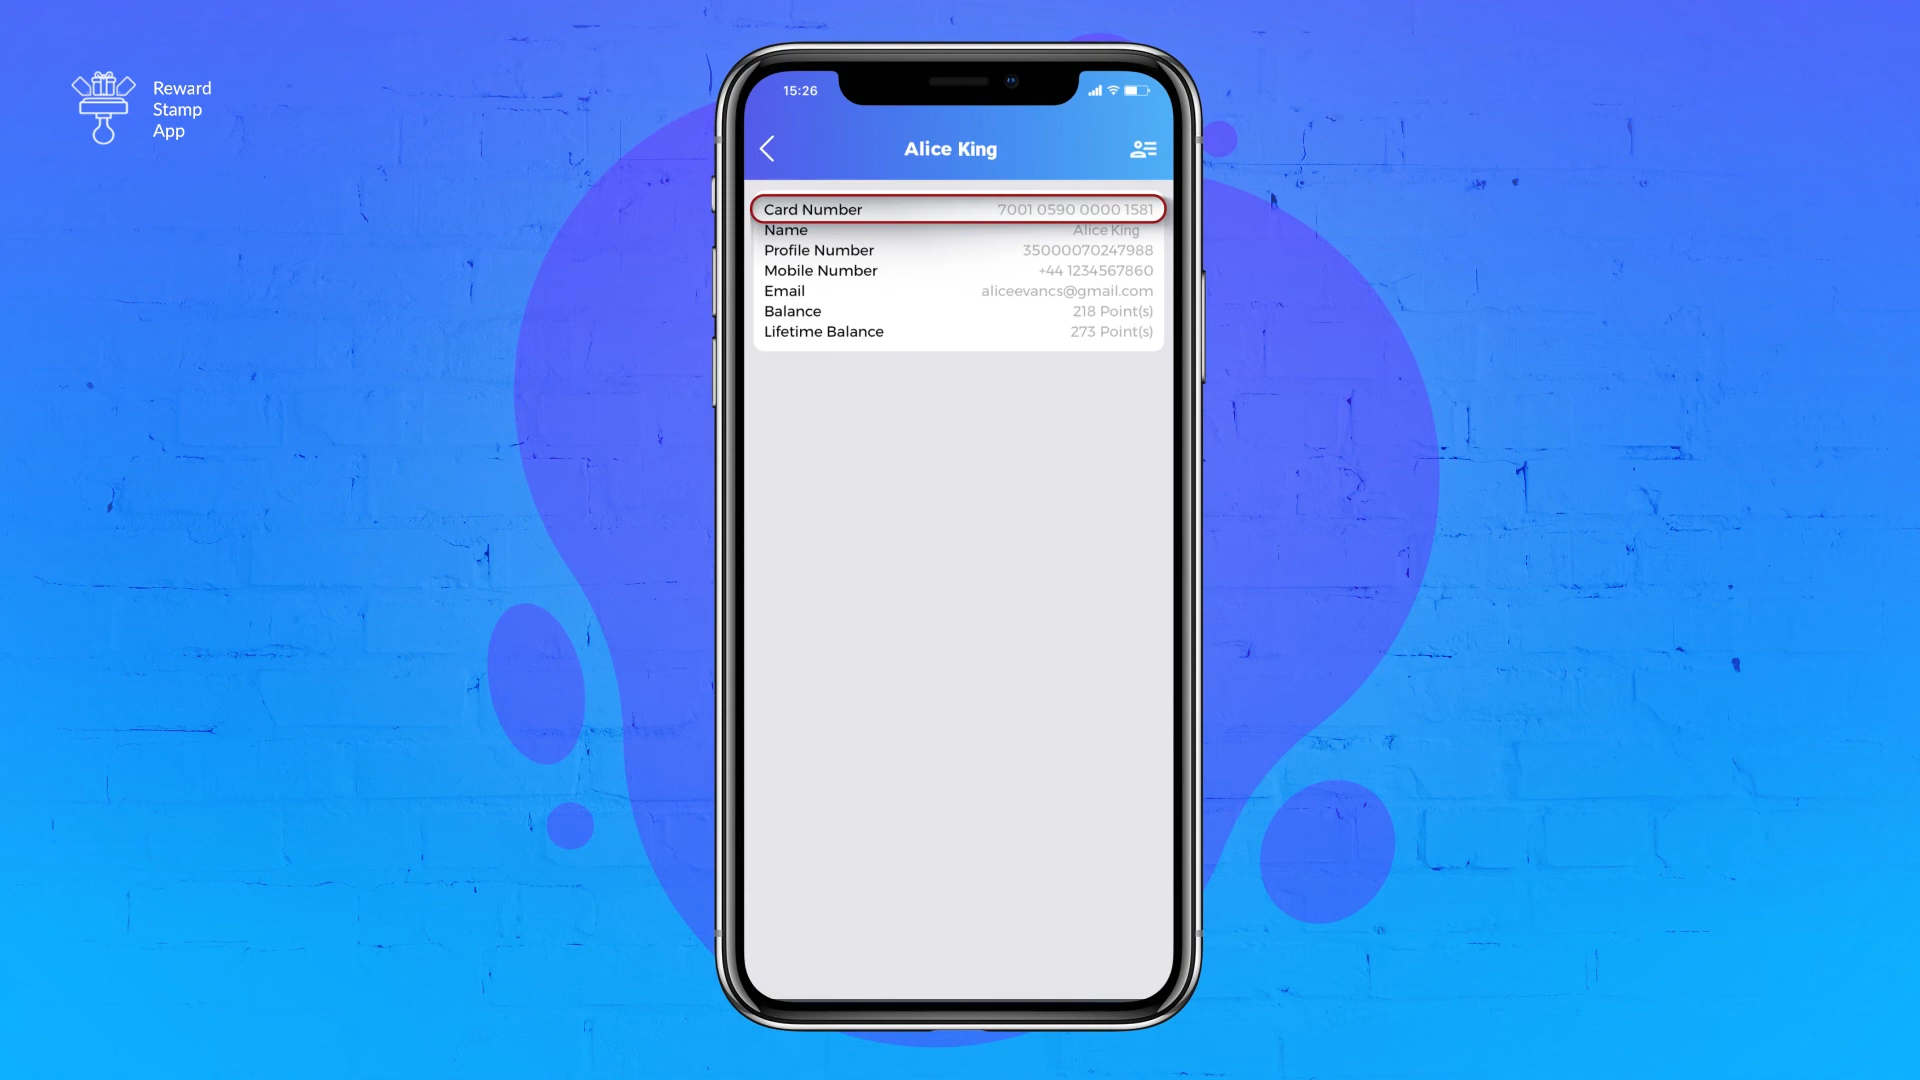 Reward
Stamp
App
15:26
Alice King
Card Number 7001 0590 0000 1581
Name Alice King
Profile Number 35000070247988
Mobile Number +44 1234567860
Email aliceevancs@gmail.com
Balance 218 Point(s)
Lifetime Balance 273 Point(s)